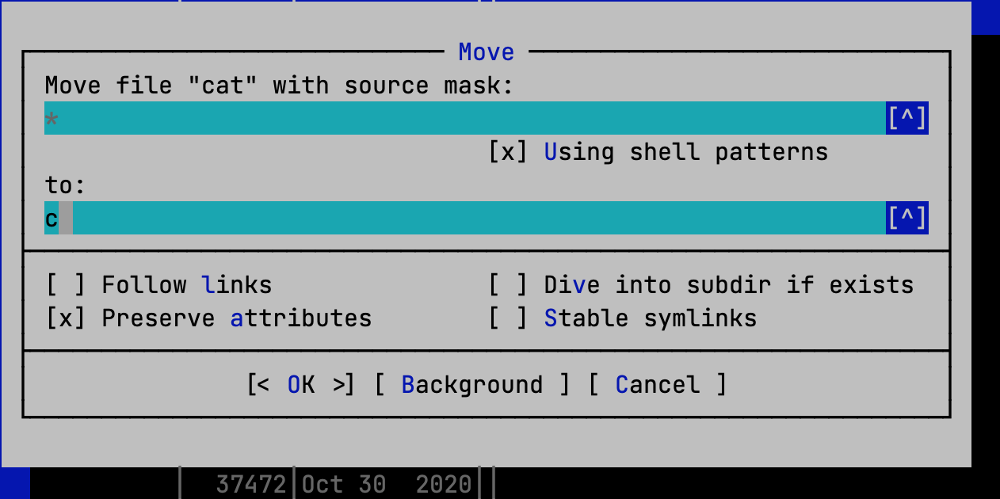 Move
Move file "cat" with source mask:
* [^]
[x] Using shell patterns
to:
c [^]
[ ] Follow links [ ] Dive into subdir if exists
[x] Preserve attributes [ ] Stable symlinks
[< OK >] [ Background ] [ Cancel ]
37472|Oct 30 2020||